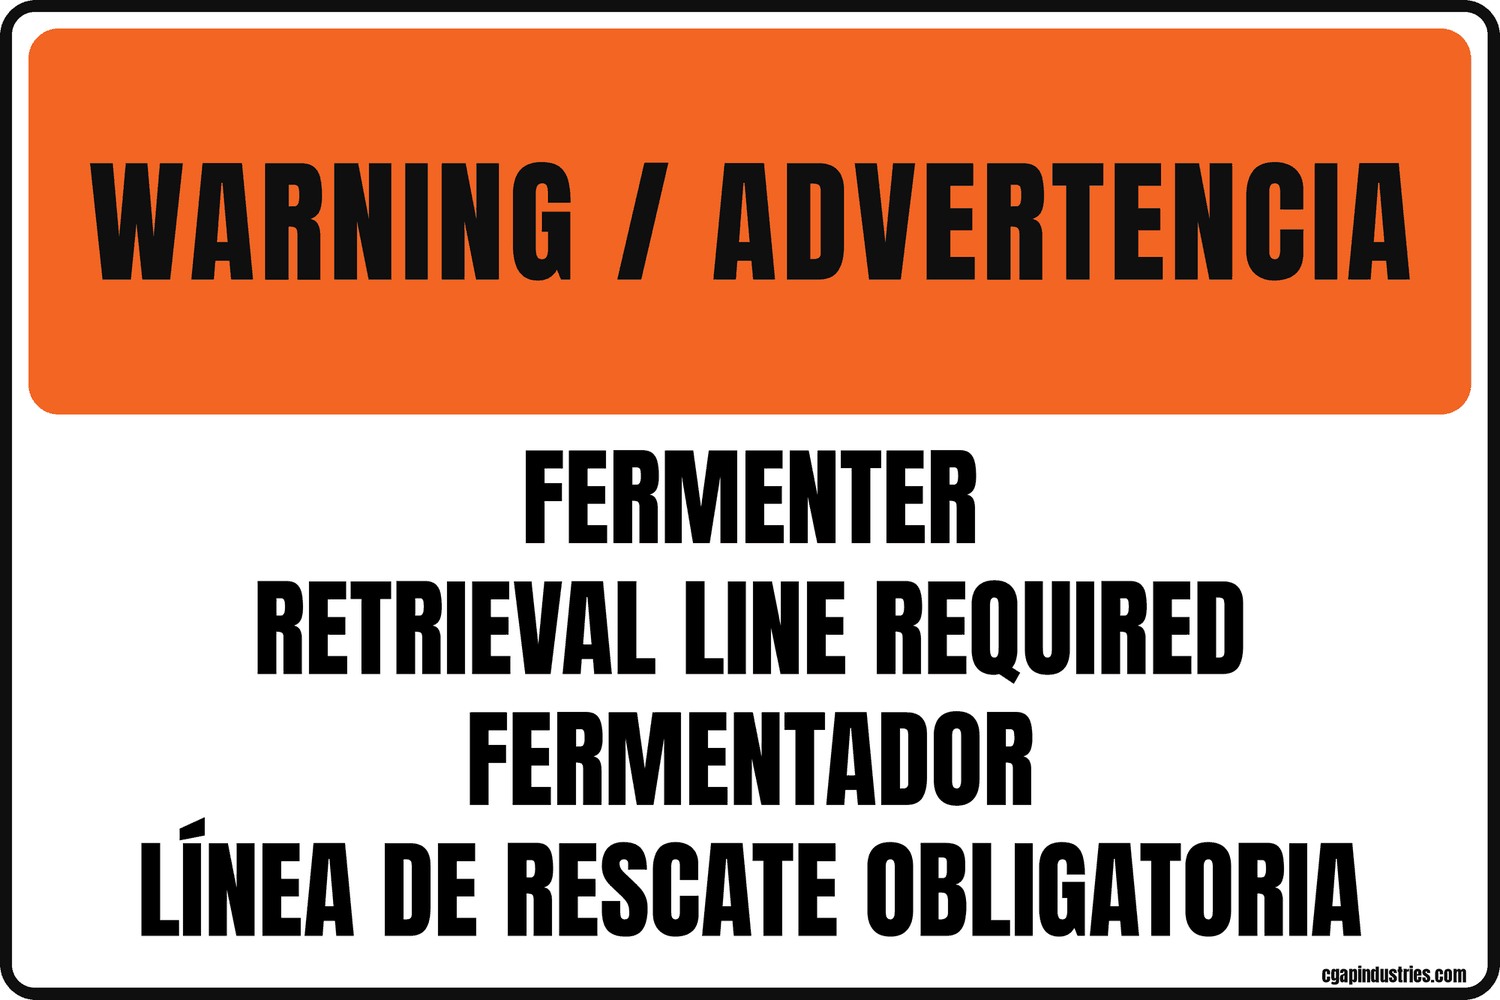 WARNING / ADVERTENCIA
FERMENTER
RETRIEVAL LINE REQUIRED
FERMENTADOR
LÍNEA DE RESCATE OBLIGATORIA
cgapindustries.com